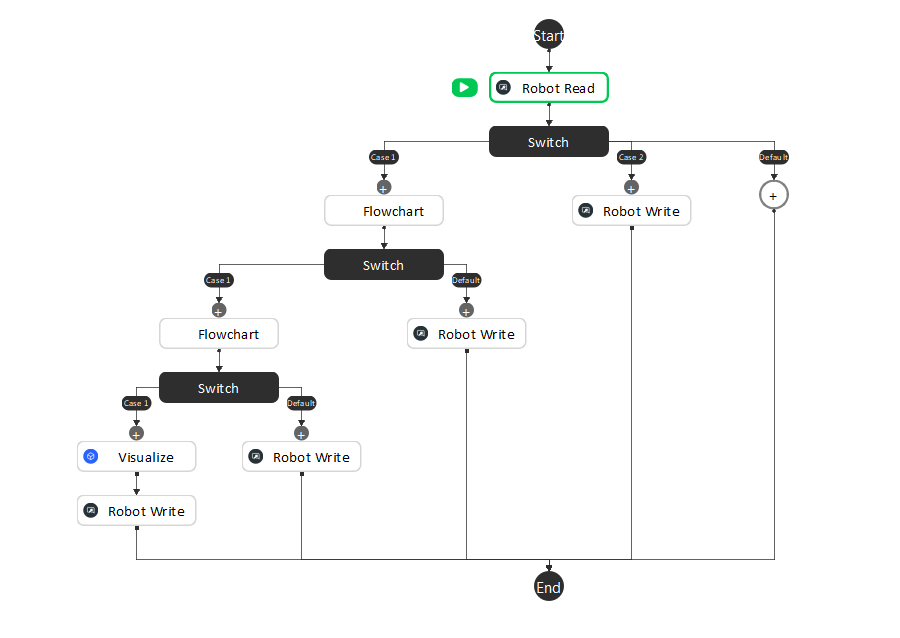 Start
Robot Read
Switch
Case 1
Case 2
Default
+
+
+
Flowchart
Robot Write
Switch
Case 1
Default
+
+
Flowchart
Robot Write
Switch
Case 1
Default
+
+
Visualize
Robot Write
Robot Write
End